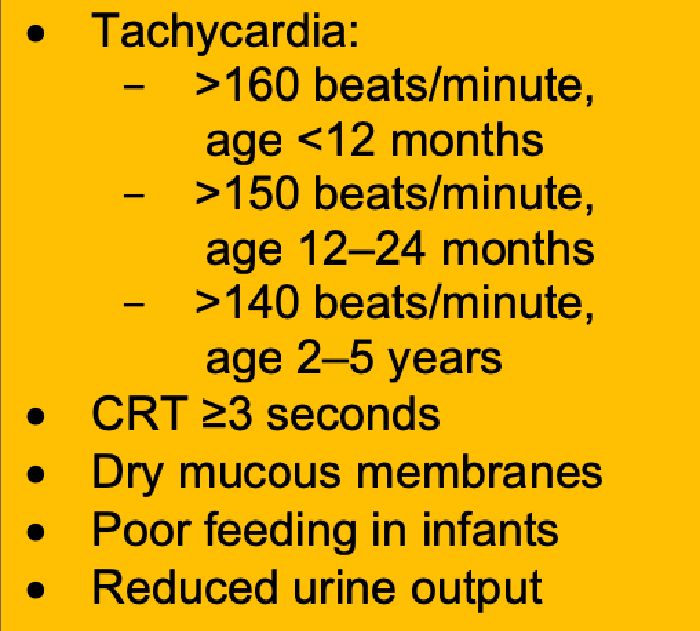 • Tachycardia:
– >160 beats/minute,
age <12 months
– >150 beats/minute,
age 12–24 months
– >140 beats/minute,
age 2–5 years
• CRT ≥3 seconds
• Dry mucous membranes
• Poor feeding in infants
• Reduced urine output